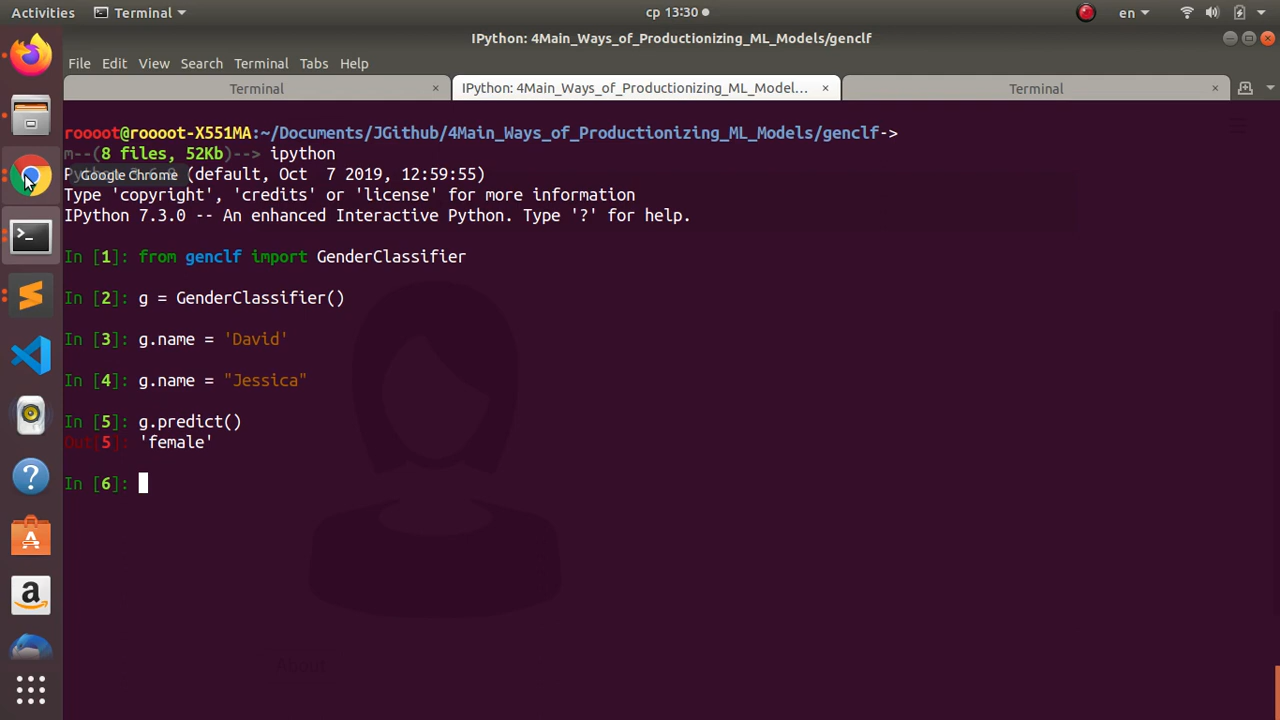 Activities Terminal ср 13:30 en
IPython: 4Main_Ways_of_Productionizing_ML_Models/genclf
File Edit View Search Terminal Tabs Help
Terminal × IPython: 4Main_Ways_of_Productionizing_ML_Model... × Terminal ×
roooot@roooot-X551MA:~/Documents/JGithub/4Main_Ways_of_Productionizing_ML_Models/genclf->
m--(8 files, 52Kb)--> ipython
Google Chrome (default, Oct  7 2019, 12:59:55)
Type 'copyright', 'credits' or 'license' for more information
IPython 7.3.0 -- An enhanced Interactive Python. Type '?' for help.
In [1]: from genclf import GenderClassifier
In [2]: g = GenderClassifier()
In [3]: g.name = 'David'
In [4]: g.name = "Jessica"
In [5]: g.predict()
Out[5]: 'female'
In [6]:
About